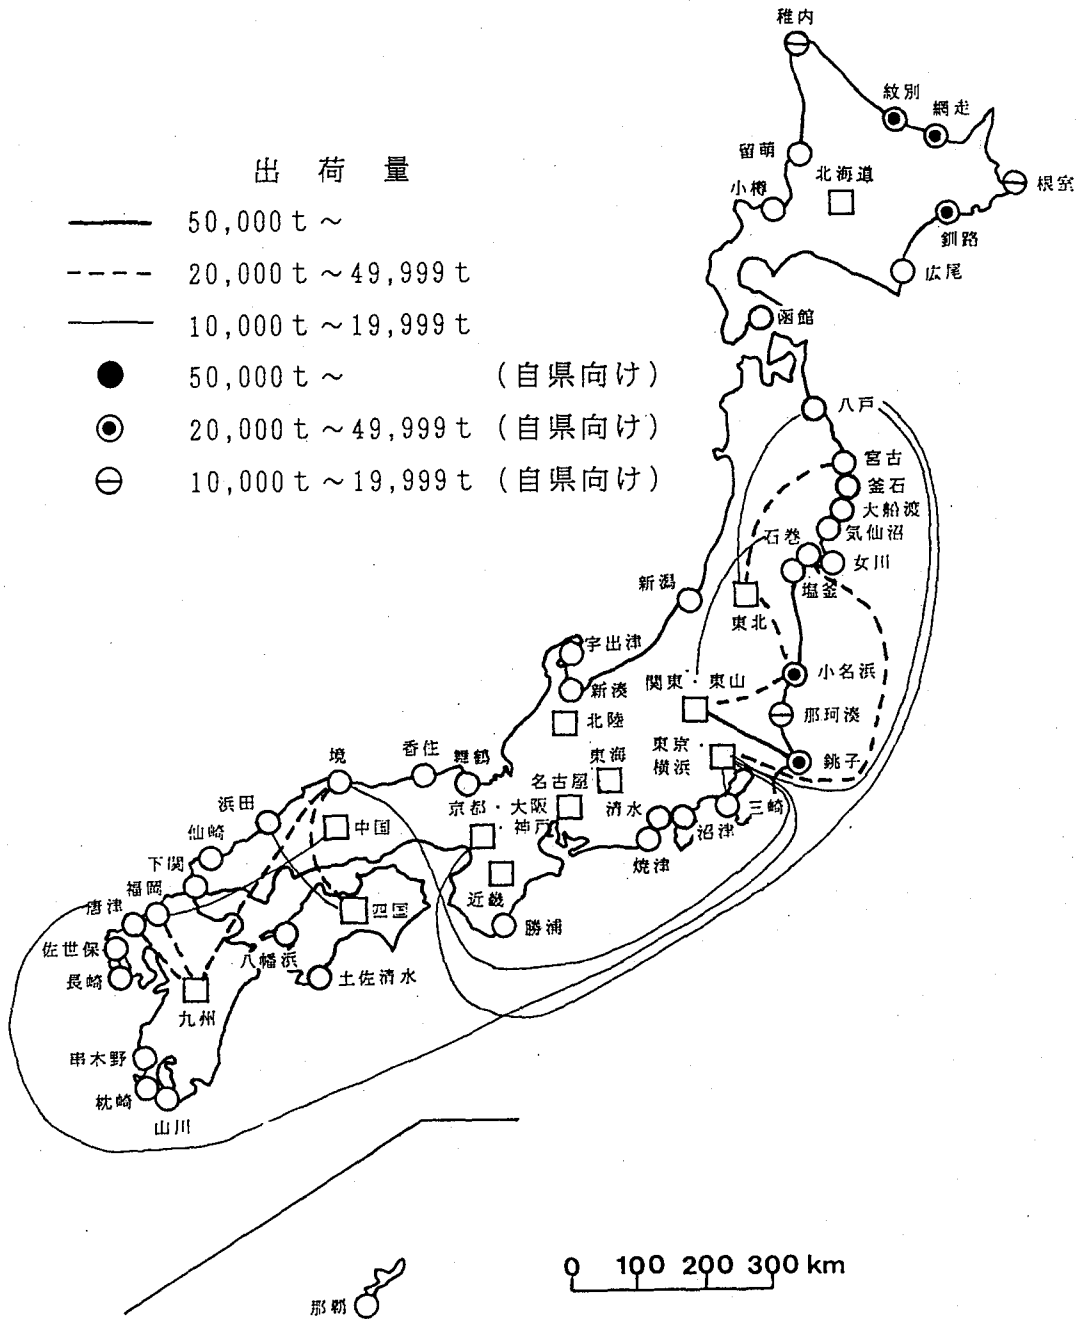 出荷量
50,000t～
20,000t～49,999t
10,000t～19,999t
50,000t～ (自県向け)
20,000t～49,999t (自県向け)
10,000t～19,999t (自県向け)
稚内
紋別
網走
留萌
北海道
根室
小樽
釧路
広尾
函館
八戸
宮古
釜石
大船渡
気仙沼
石巻
女川
塩釜
東北
新潟
宇出津
小名浜
関東・東山
新湊
那珂湊
北陸
東京・
横浜
銚子
東海
香住
舞鶴
境
名古屋
京都・大阪
・神戸
清水
三崎
沼津
焼津
浜田
中国
仙崎
下関
福岡
近畿
唐津
四国
勝浦
佐世保
八幡浜
長崎
土佐清水
九州
串木野
枕崎
山川
那覇
0 100 200 300 km